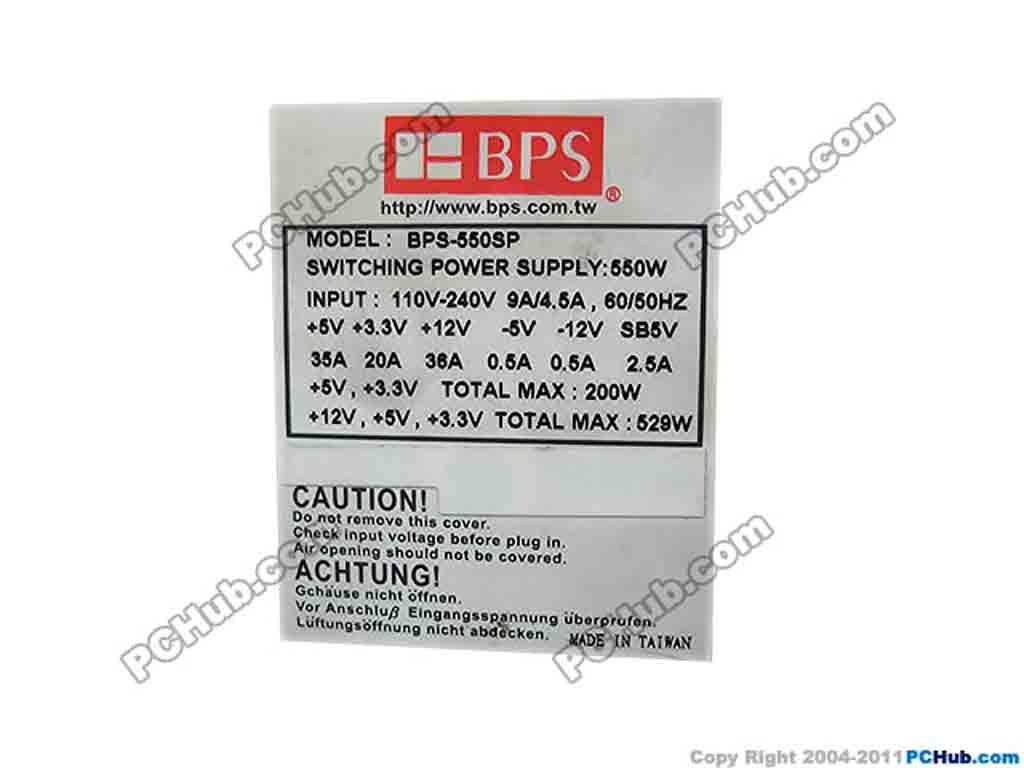 BPS®
http://www.bps.com.tw
MODEL : BPS-550SP
SWITCHING POWER SUPPLY:550W
INPUT : 110V-240V 9A/4.5A , 60/50HZ
+5V +3.3V +12V -5V -12V SB5V
35A 20A 36A 0.5A 0.5A 2.5A
+5V , +3.3V TOTAL MAX : 200W
+12V , +5V , +3.3V TOTAL MAX : 529W
CAUTION!
Do not remove this cover.
Check input voltage before plug in.
Air opening should not be covered.
ACHTUNG!
Gchäuse nicht öffnen.
Vor Anschluß Eingangsspannung überprufen.
Lüftungsöffnung nicht abdecken.
MADE IN TAIWAN
PCHub.com
PCHub.com
PCHub.com
PCHub.com
Copy Right 2004-2011 PCHub.com